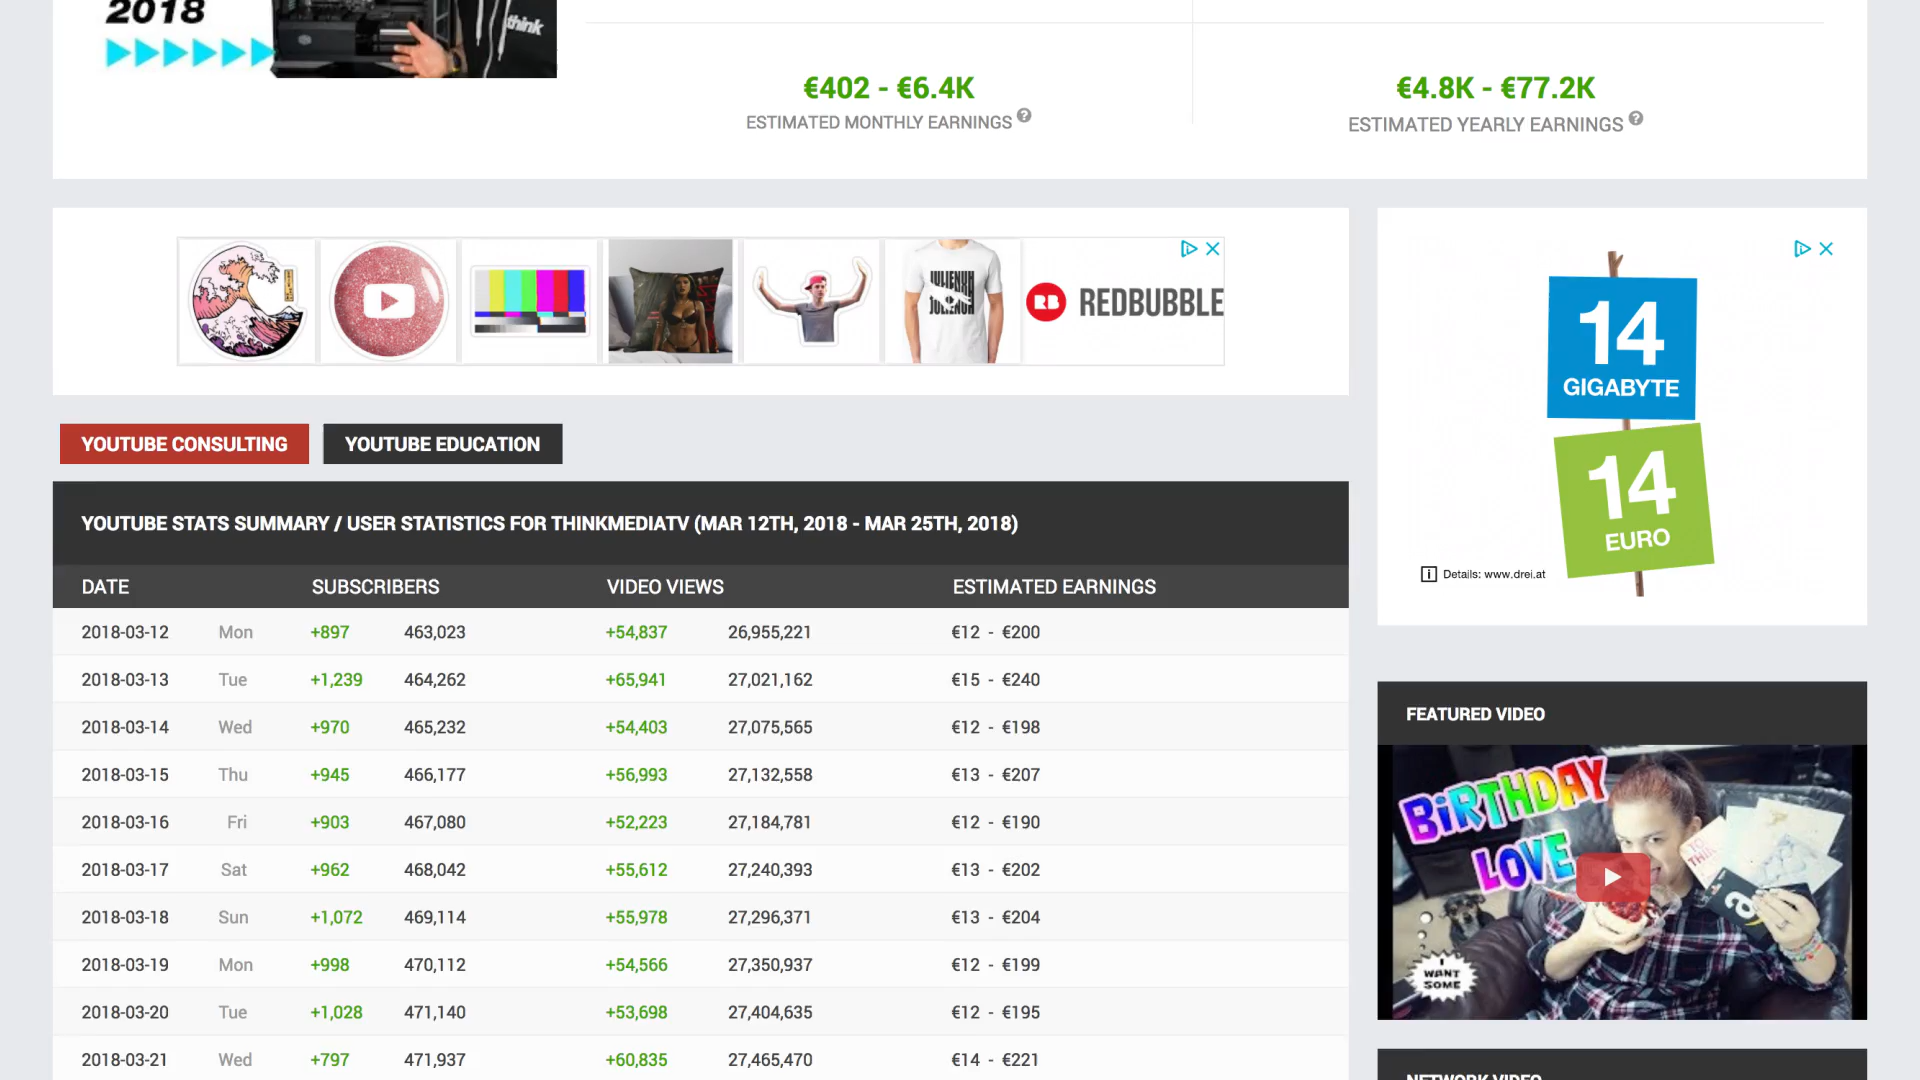 2018
think
€402 - €6.4K
ESTIMATED MONTHLY EARNINGS
€4.8K - €77.2K
ESTIMATED YEARLY EARNINGS
REDBUBBLE
RB
14
GIGABYTE
14
EURO
Details: www.drei.at
YOUTUBE CONSULTING
YOUTUBE EDUCATION
YOUTUBE STATS SUMMARY / USER STATISTICS FOR THINKMEDIATV (MAR 12TH, 2018 - MAR 25TH, 2018)
DATE SUBSCRIBERS VIDEO VIEWS ESTIMATED EARNINGS
2018-03-12 Mon +897 463,023 +54,837 26,955,221 €12 - €200
2018-03-13 Tue +1,239 464,262 +65,941 27,021,162 €15 - €240
2018-03-14 Wed +970 465,232 +54,403 27,075,565 €12 - €198
2018-03-15 Thu +945 466,177 +56,993 27,132,558 €13 - €207
2018-03-16 Fri +903 467,080 +52,223 27,184,781 €12 - €190
2018-03-17 Sat +962 468,042 +55,612 27,240,393 €13 - €202
2018-03-18 Sun +1,072 469,114 +55,978 27,296,371 €13 - €204
2018-03-19 Mon +998 470,112 +54,566 27,350,937 €12 - €199
2018-03-20 Tue +1,028 471,140 +53,698 27,404,635 €12 - €195
2018-03-21 Wed +797 471,937 +60,835 27,465,470 €14 - €221
FEATURED VIDEO
BIRTHDAY
LOVE
I
WANT
SOME
NETWORK VIDEO